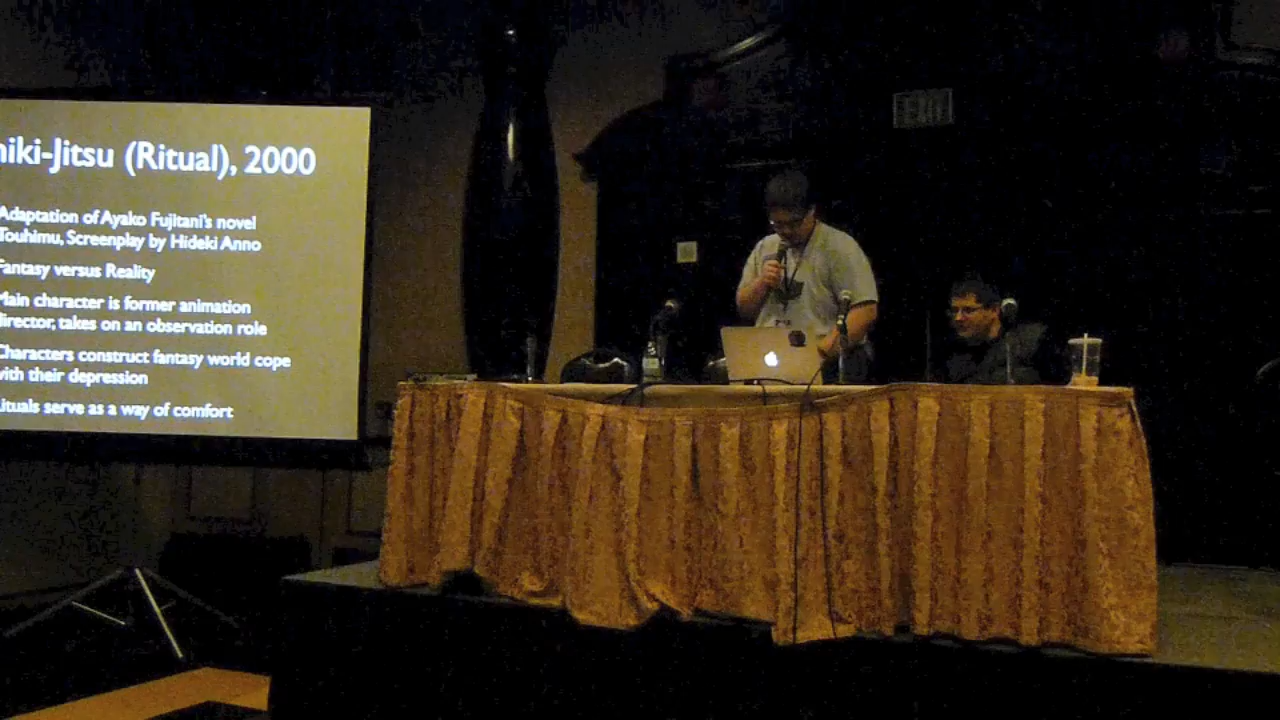 niki-Jitsu (Ritual), 2000
Adaptation of Ayako Fujitani's novel
Touhimu, Screenplay by Hideki Anno
Fantasy versus Reality
Main character is former animation
director, takes on an observation role
Characters construct fantasy world cope
with their depression
Rituals serve as a way of comfort
EXIT